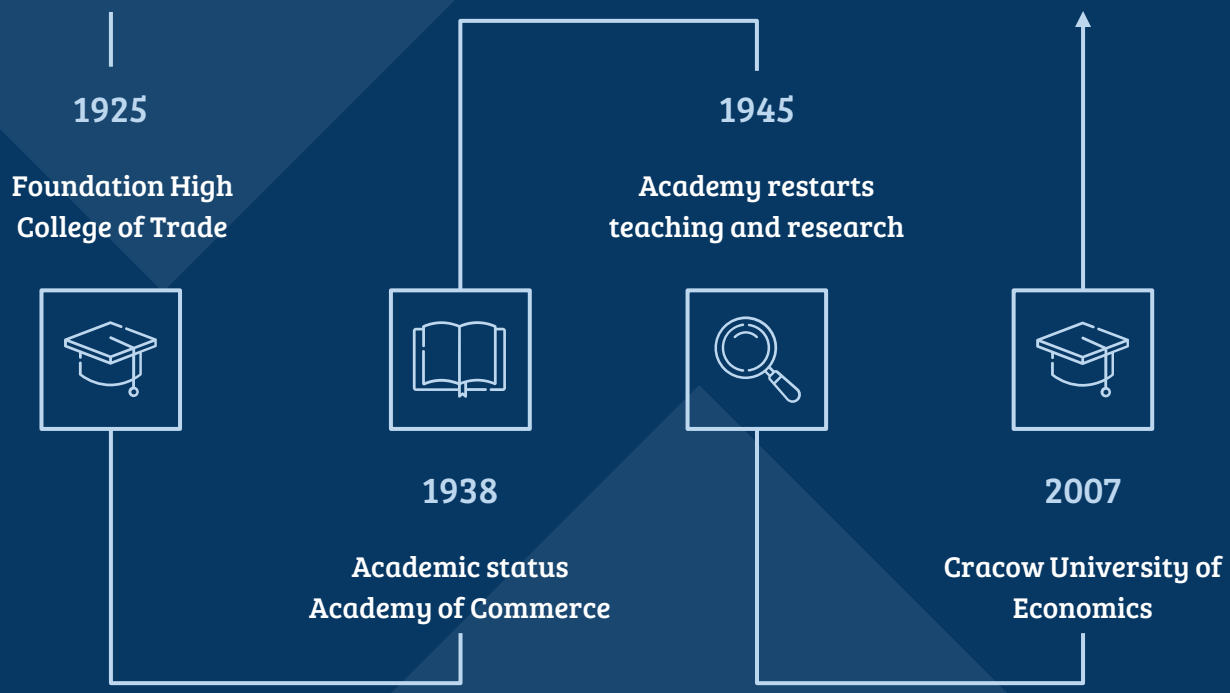 1925
Foundation High
College of Trade
1938
Academic status
Academy of Commerce
1945
Academy restarts
teaching and research
2007
Cracow University of
Economics